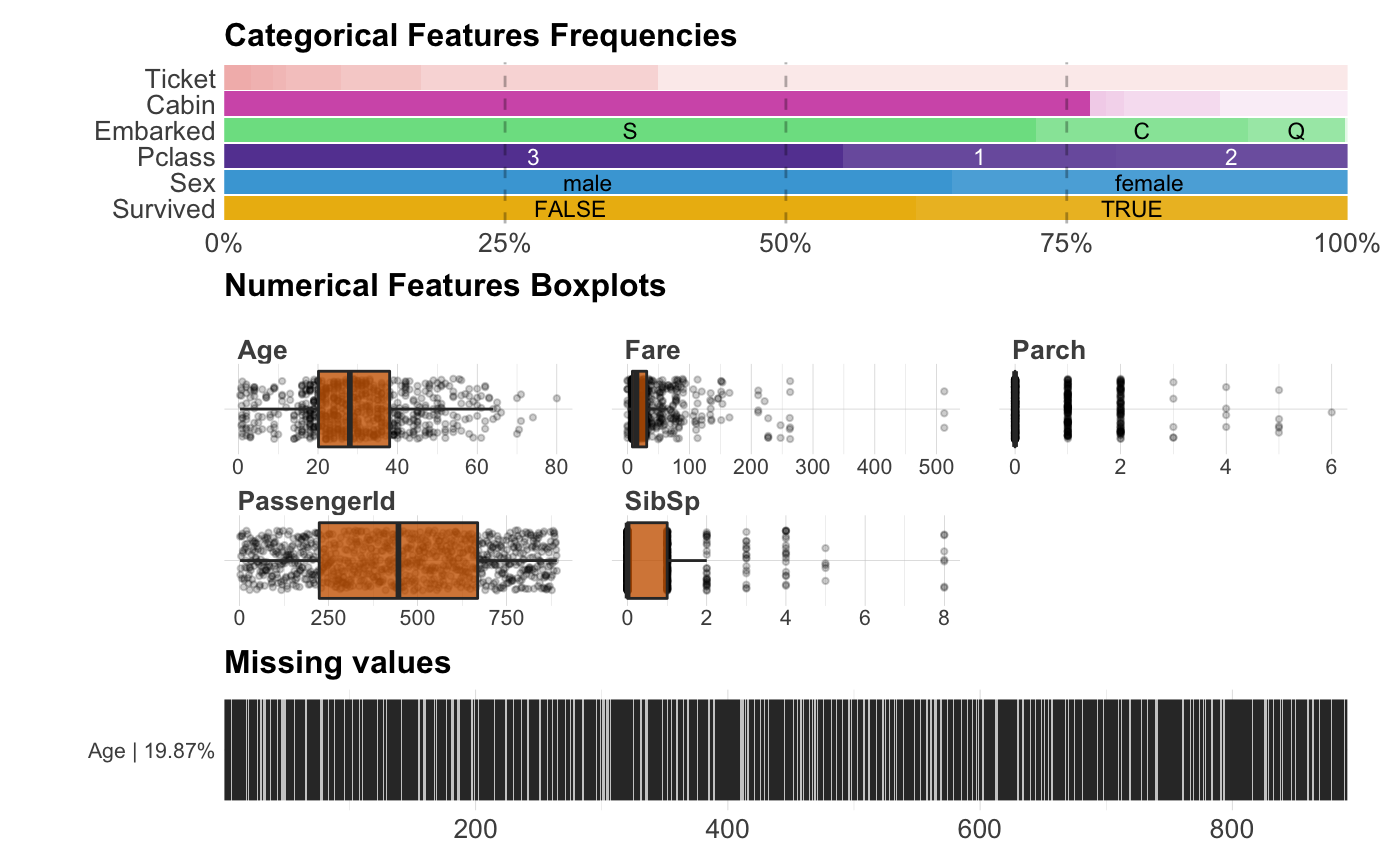 Categorical Features Frequencies
Ticket
Cabin
Embarked S C Q
Pclass 3 1 2
Sex male female
Survived FALSE TRUE
0% 25% 50% 75% 100%
Numerical Features Boxplots
Age Fare Parch
0 20 40 60 80 0 100 200 300 400 500 0 2 4 6
PassengerId SibSp
0 250 500 750 0 2 4 6 8
Missing values
Age | 19.87%
200 400 600 800